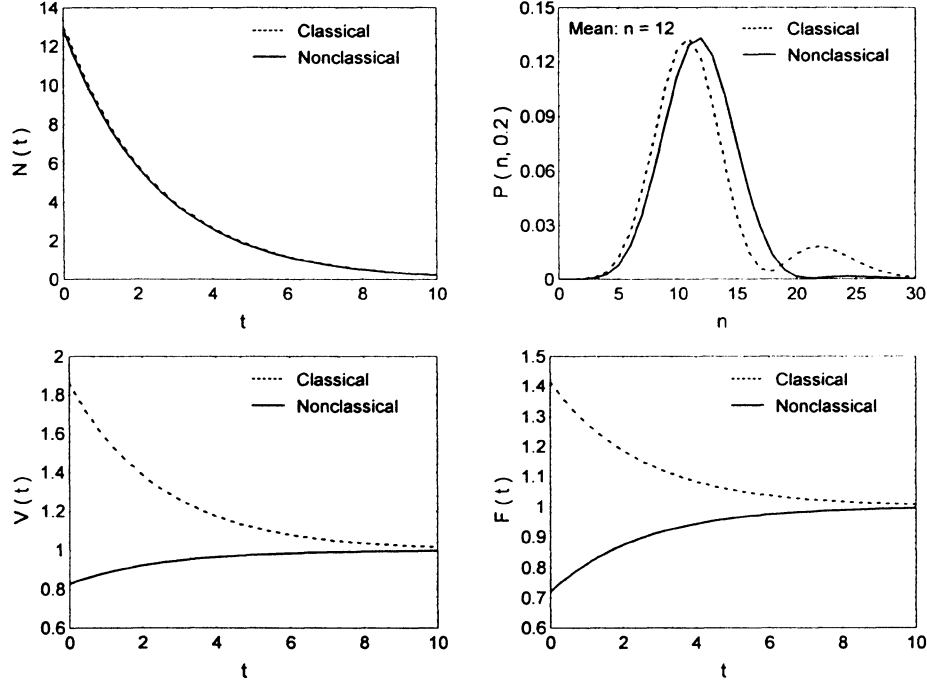 14
12
10
8
6
4
2
0
N ( t )
Classical
Nonclassical
0 2 4 6 8 10
t
0.15
0.12
0.09
0.06
0.03
0
P ( n, 0.2 )
Mean: n = 12
Classical
Nonclassical
0 5 10 15 20 25 30
n
2
1.8
1.6
1.4
1.2
1
0.8
0.6
V ( t )
Classical
Nonclassical
0 2 4 6 8 10
t
1.5
1.4
1.3
1.2
1.1
1
0.9
0.8
0.7
0.6
F ( t )
Classical
Nonclassical
0 2 4 6 8 10
t